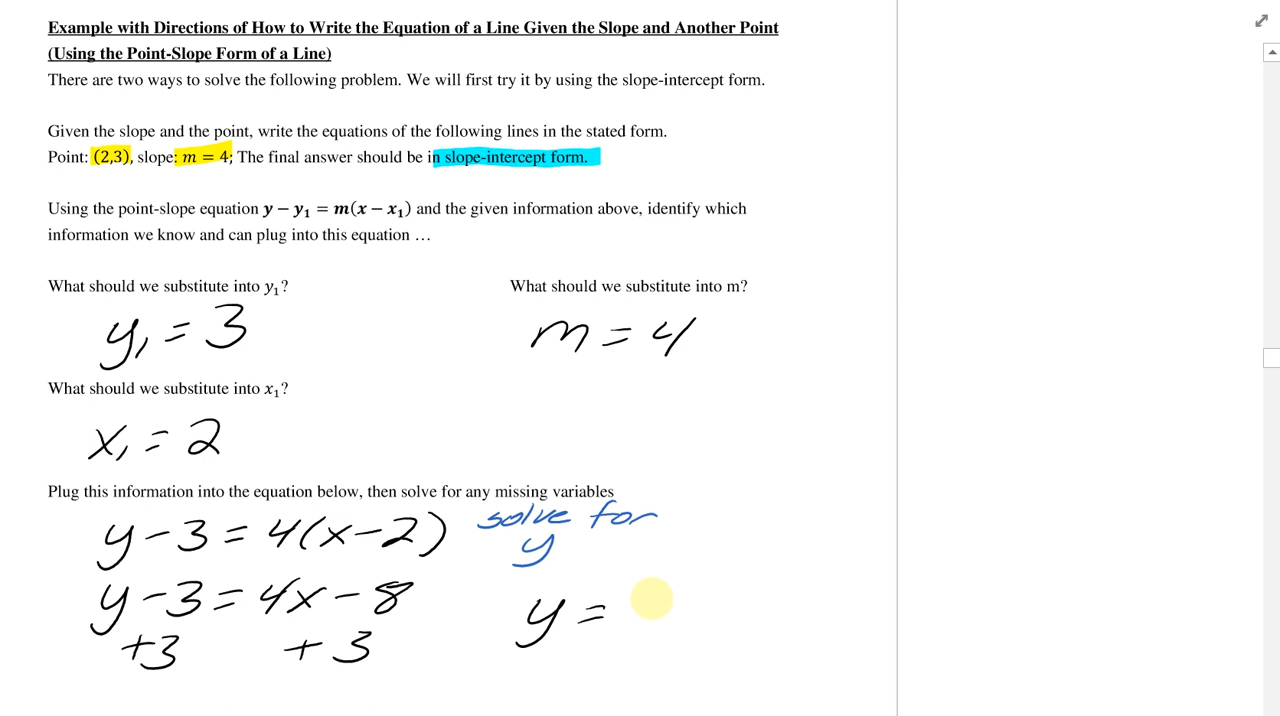 Example with Directions of How to Write the Equation of a Line Given the Slope and Another Point
(Using the Point-Slope Form of a Line)
There are two ways to solve the following problem. We will first try it by using the slope-intercept form.
Given the slope and the point, write the equations of the following lines in the stated form.
Point: (2,3), slope: m = 4; The final answer should be in slope-intercept form.
Using the point-slope equation y − y₁ = m(x − x₁) and the given information above, identify which
information we know and can plug into this equation …
What should we substitute into y₁?
What should we substitute into m?
y₁ = 3
m = 4
What should we substitute into x₁?
x₁ = 2
Plug this information into the equation below, then solve for any missing variables
y − 3 = 4(x − 2)
solve for
y
y − 3 = 4x − 8
y =
+3 + 3